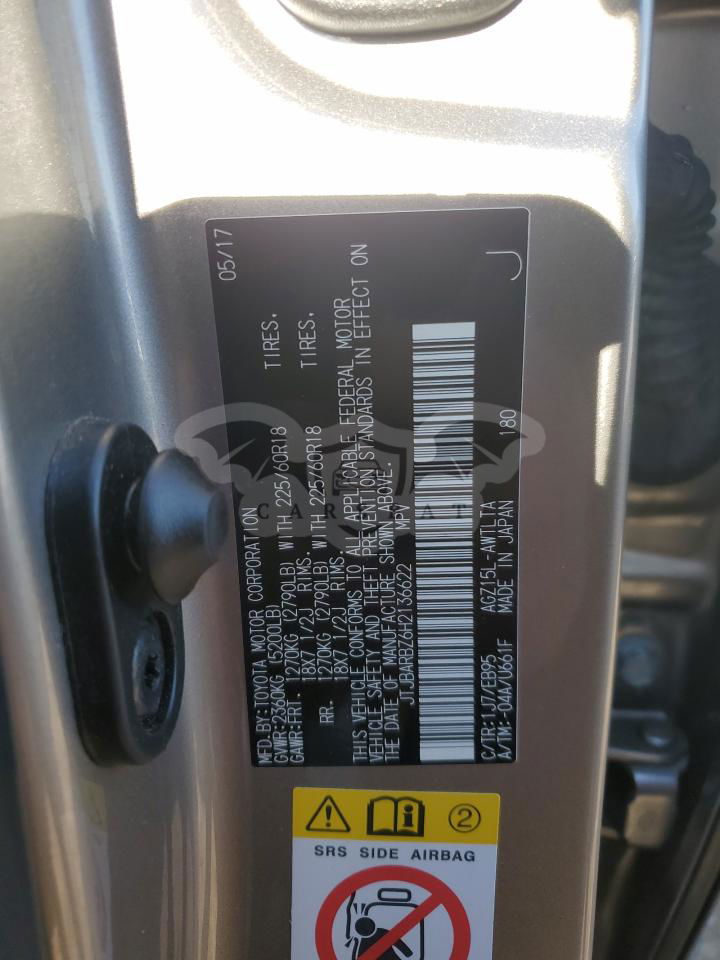 05/17
MFD.BY:TOYOTA MOTOR CORPORATION
GVWR:2360KG (5200LB)
GAWR:FRT. 1270KG (2790LB) WITH 225/60R18 TIRES.
18X7 1/2J RIMS.
RR. 1270KG (2790LB) WITH 225/60R18 TIRES.
18X7 1/2J RIMS.
THIS VEHICLE CONFORMS TO ALL APPLICABLE FEDERAL MOTOR
VEHICLE SAFETY AND THEFT PREVENTION STANDARDS IN EFFECT ON
THE DATE OF MANUFACTURE SHOWN ABOVE.
JTJBARBZ6H2136622 MPV
C/TR:1J7/EB95 AGZ15L-AWTLTA 180
A/TM:-04A/U661F MADE IN JAPAN
J
2
SRS SIDE AIRBAG